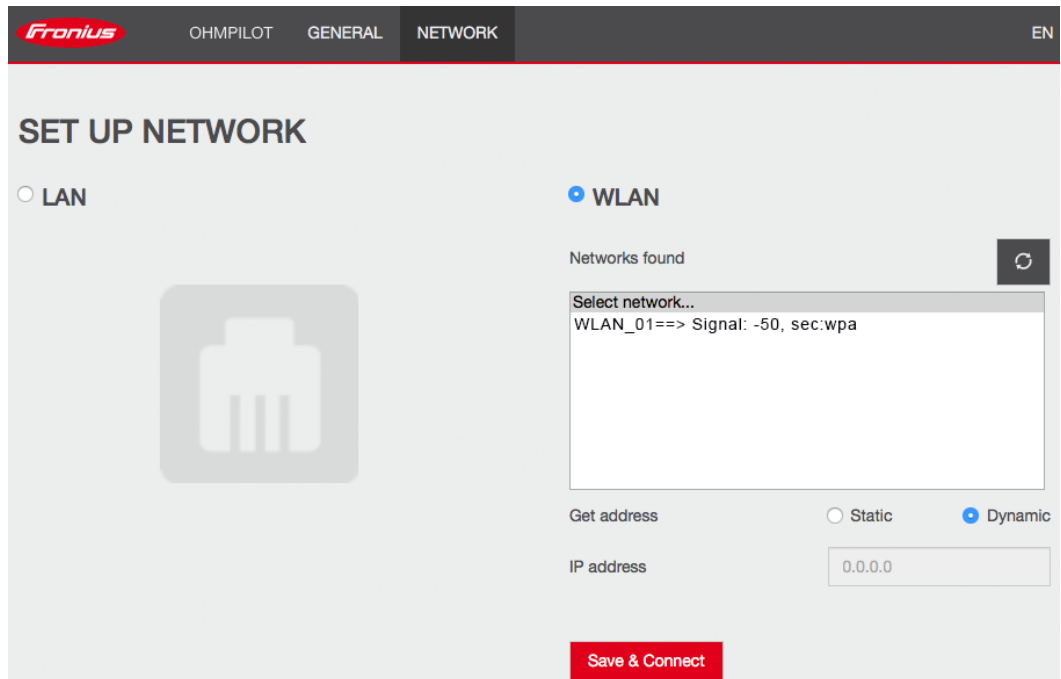 Fronius OHMPILOT GENERAL NETWORK EN
SET UP NETWORK
LAN
WLAN
Networks found
Select network...
WLAN_01==> Signal: -50, sec:wpa
Get address Static Dynamic
IP address 0.0.0.0
Save & Connect